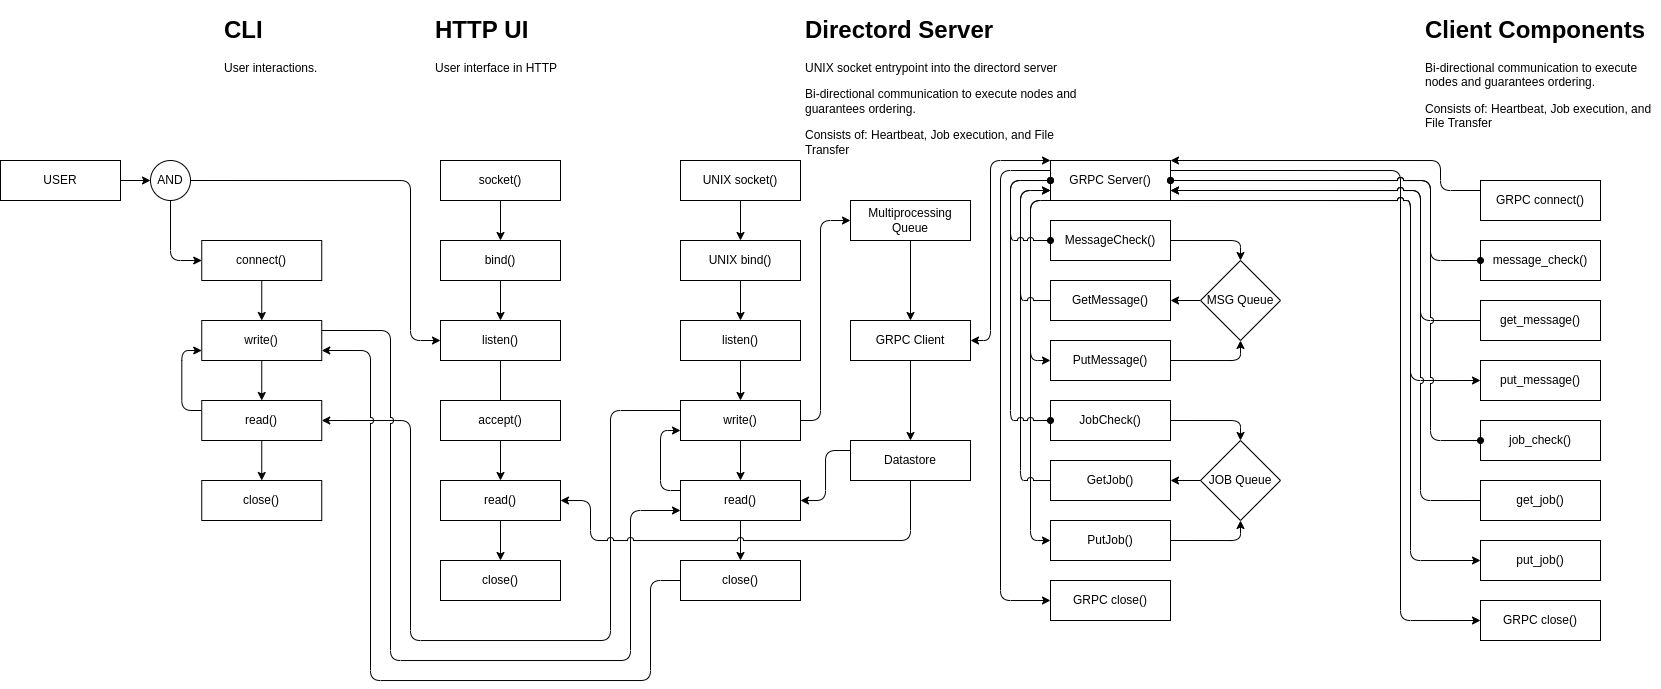 CLI
User interactions.
HTTP UI
User interface in HTTP
Directord Server
UNIX socket entrypoint into the directord server
Bi-directional communication to execute nodes and
guarantees ordering.
Consists of: Heartbeat, Job execution, and File
Transfer
Client Components
Bi-directional communication to execute
nodes and guarantees ordering.
Consists of: Heartbeat, Job execution, and
File Transfer
USER
AND
connect()
write()
read()
close()
socket()
bind()
listen()
accept()
read()
close()
UNIX socket()
UNIX bind()
listen()
write()
read()
close()
Multiprocessing
Queue
GRPC Client
Datastore
GRPC Server()
MessageCheck()
GetMessage()
PutMessage()
JobCheck()
GetJob()
PutJob()
GRPC close()
MSG Queue
JOB Queue
GRPC connect()
message_check()
get_message()
put_message()
job_check()
get_job()
put_job()
GRPC close()